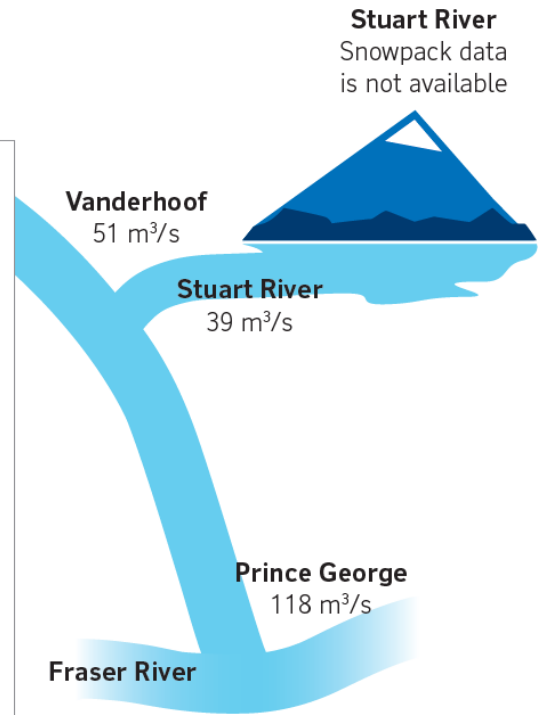 Stuart River
Snowpack data
is not available
Vanderhoof
51 m³/s
Stuart River
39 m³/s
Prince George
118 m³/s
Fraser River